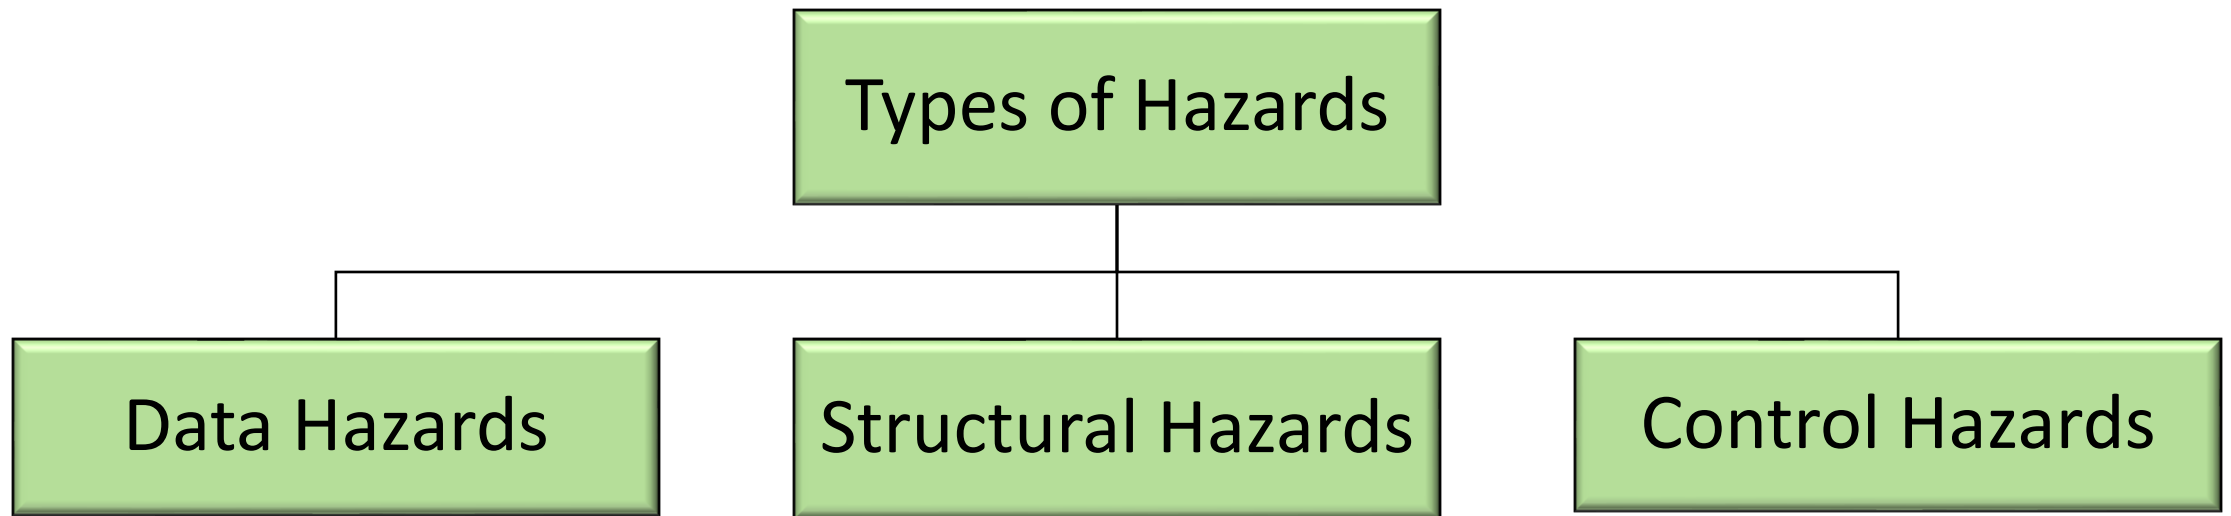 Types of Hazards
Data Hazards
Structural Hazards
Control Hazards